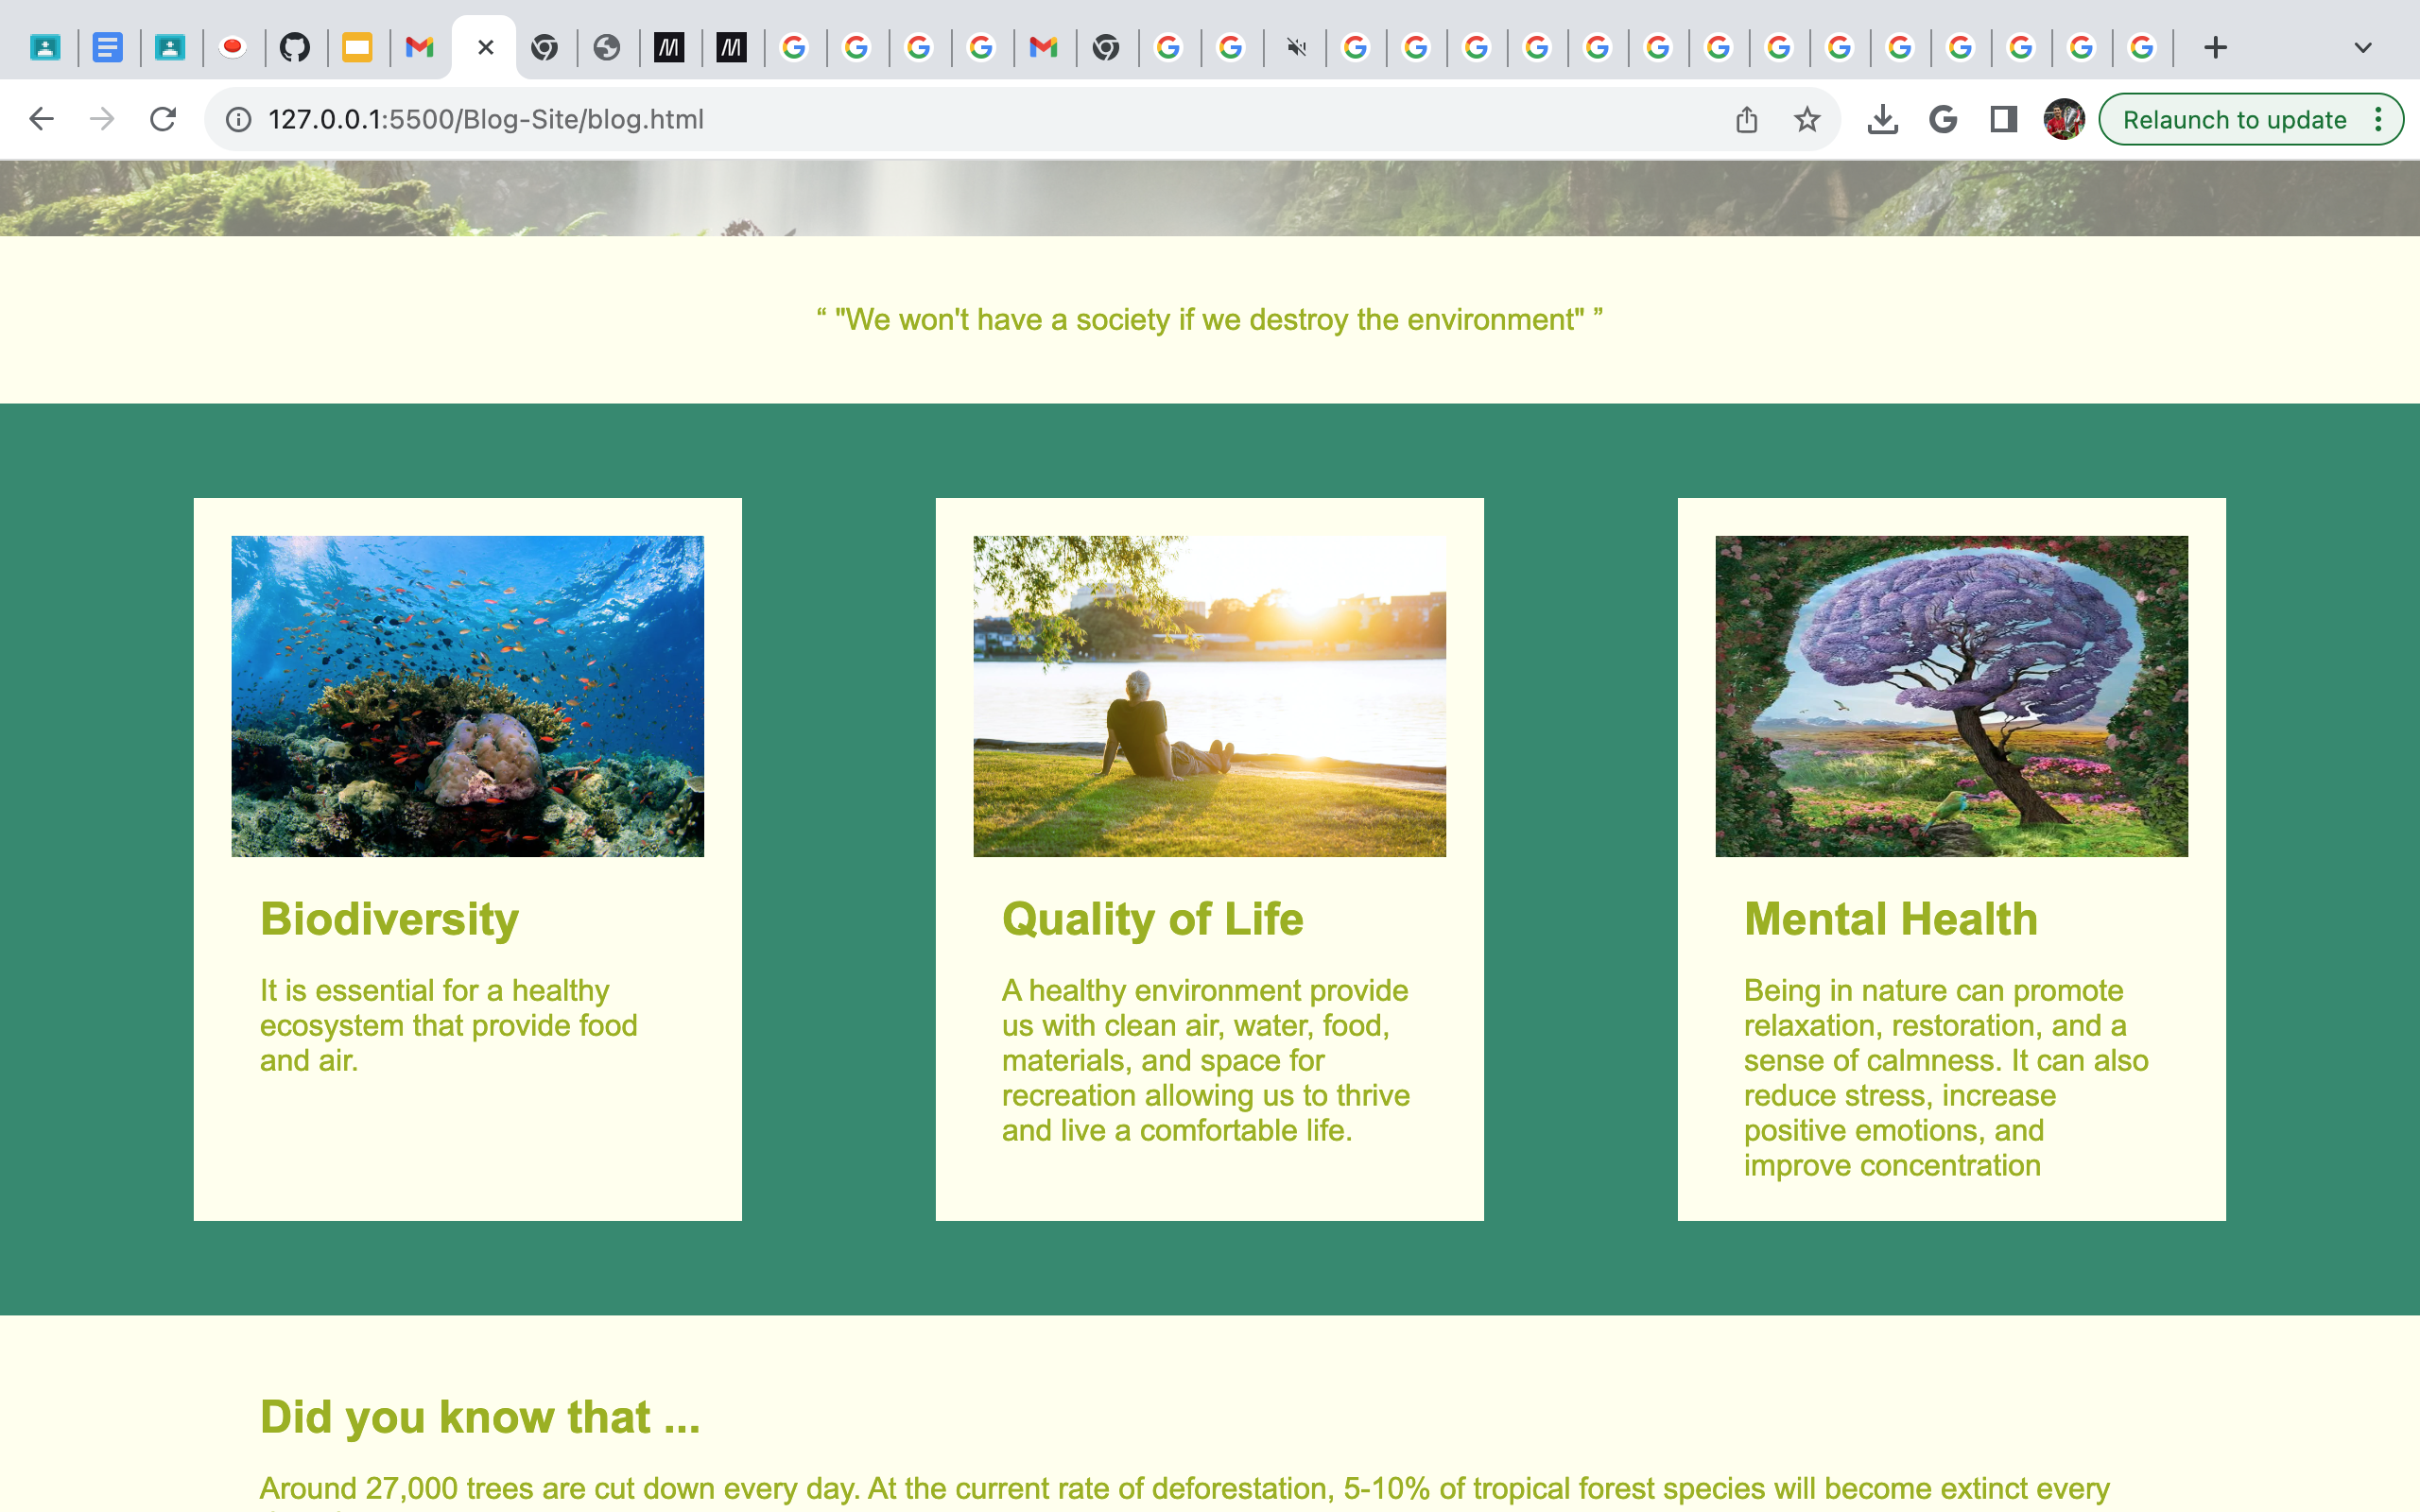 127.0.0.1:5500/Blog-Site/blog.html
Relaunch to update
“ "We won't have a society if we destroy the environment" ”
Biodiversity
It is essential for a healthy
ecosystem that provide food
and air.
Quality of Life
A healthy environment provide
us with clean air, water, food,
materials, and space for
recreation allowing us to thrive
and live a comfortable life.
Mental Health
Being in nature can promote
relaxation, restoration, and a
sense of calmness. It can also
reduce stress, increase
positive emotions, and
improve concentration
Did you know that ...
Around 27,000 trees are cut down every day. At the current rate of deforestation, 5-10% of tropical forest species will become extinct every